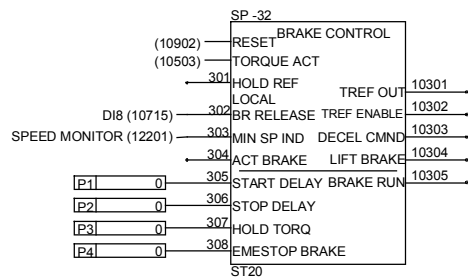 SP -32
BRAKE CONTROL
(10902) RESET
(10503) TORQUE ACT
301 HOLD REF
LOCAL
TREF OUT 10301
DI8 (10715) 302 BR RELEASE
TREF ENABLE 10302
SPEED MONITOR (12201) 303 MIN SP IND
DECEL CMND 10303
304 ACT BRAKE
LIFT BRAKE 10304
P1 0 305 START DELAY
BRAKE RUN 10305
P2 0 306 STOP DELAY
P3 0 307 HOLD TORQ
P4 0 308 EMESTOP BRAKE
ST20